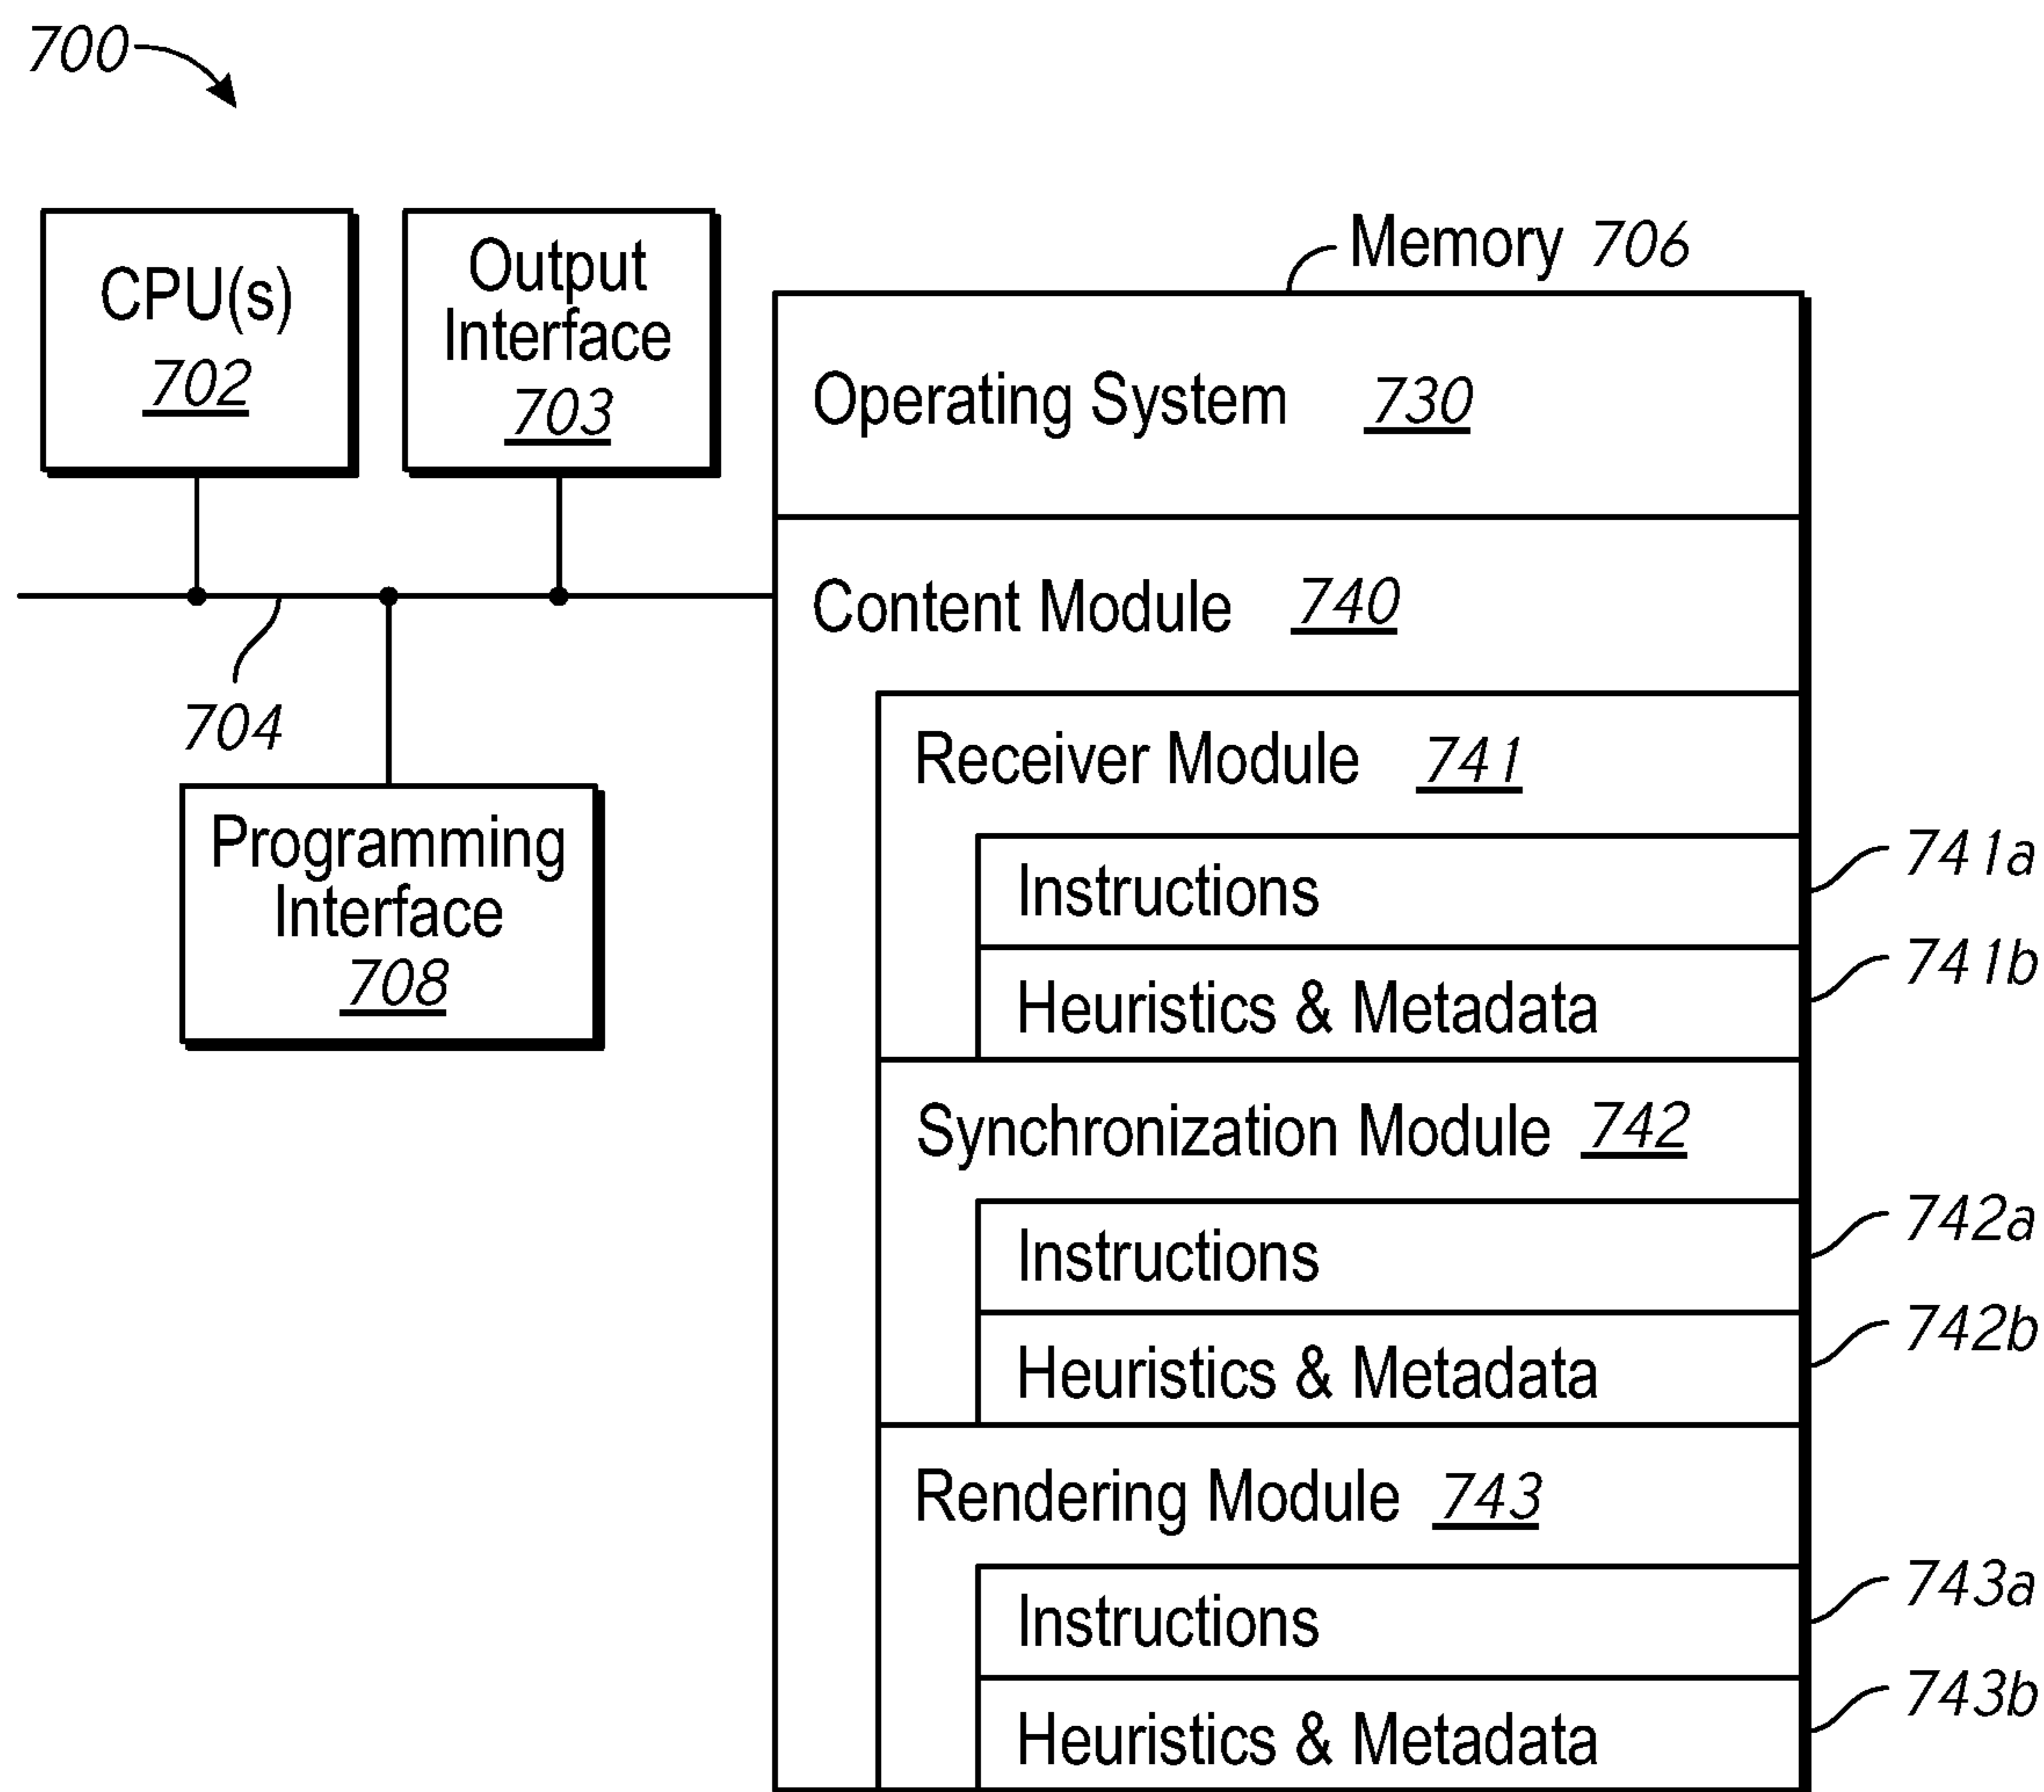 700
CPU(s)
702
Output
Interface
703
Memory 706
Operating System 730
Content Module 740
704
Programming
Interface
708
Receiver Module 741
Instructions
741a
Heuristics & Metadata
741b
Synchronization Module 742
Instructions
742a
Heuristics & Metadata
742b
Rendering Module 743
Instructions
743a
Heuristics & Metadata
743b